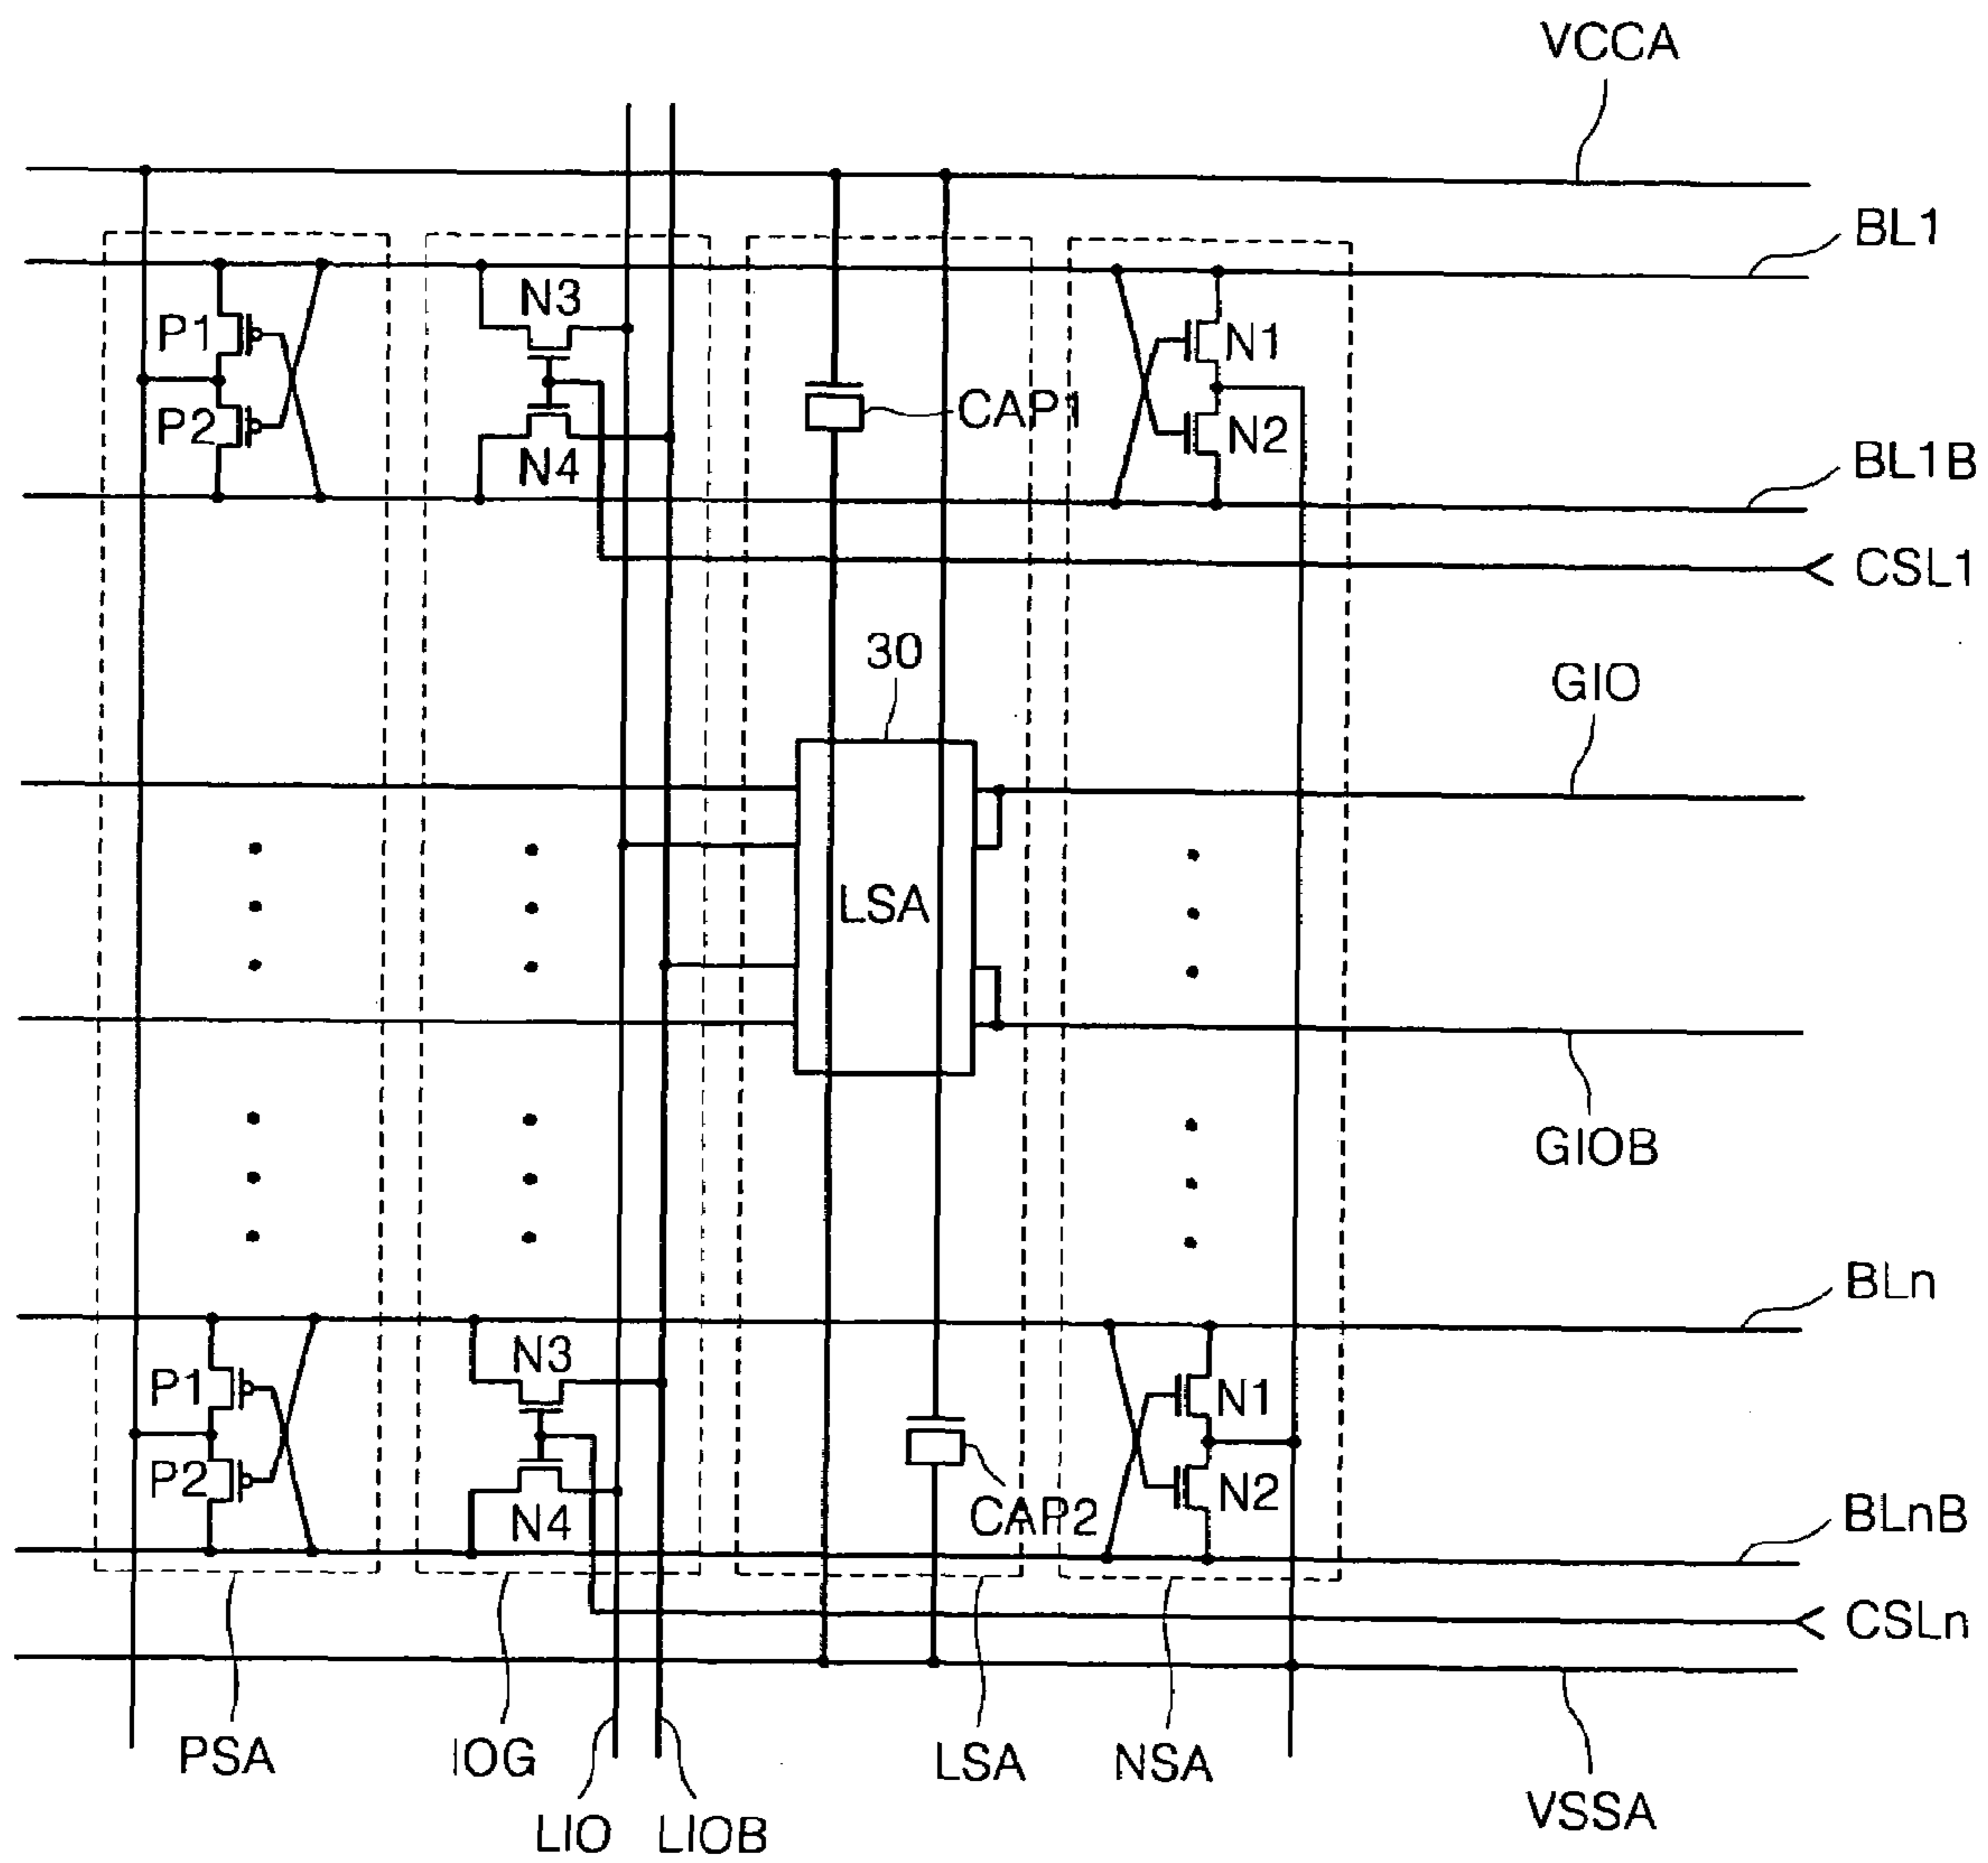 VCCA
BL1
N3
P1
N1
CAP1
P2
N2
N4
BL1B
CSL1
30
GIO
LSA
GIOB
BLn
N3
P1
N1
P2
N2
N4
CAP2
BLnB
CSLn
PSA
IOG
LSA
NSA
LIO
LIOB
VSSA